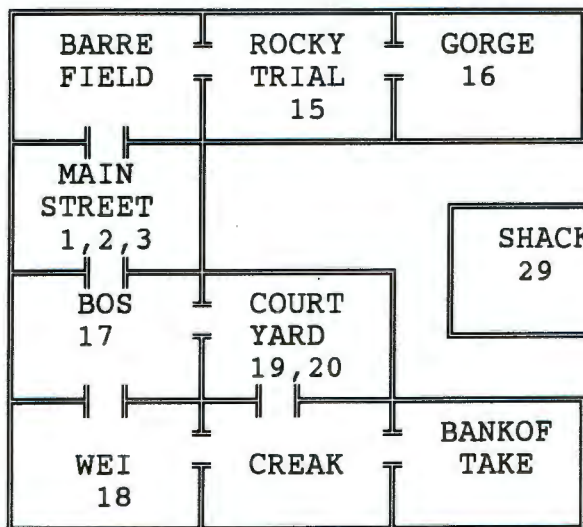 BARRE
FIELD
ROCKY
TRIAL
15
GORGE
16
MAIN
STREET
1,2,3
SHACK
29
BOS
17
COURT
YARD
19,20
WEI
18
CREAK
BANKOF
TAKE